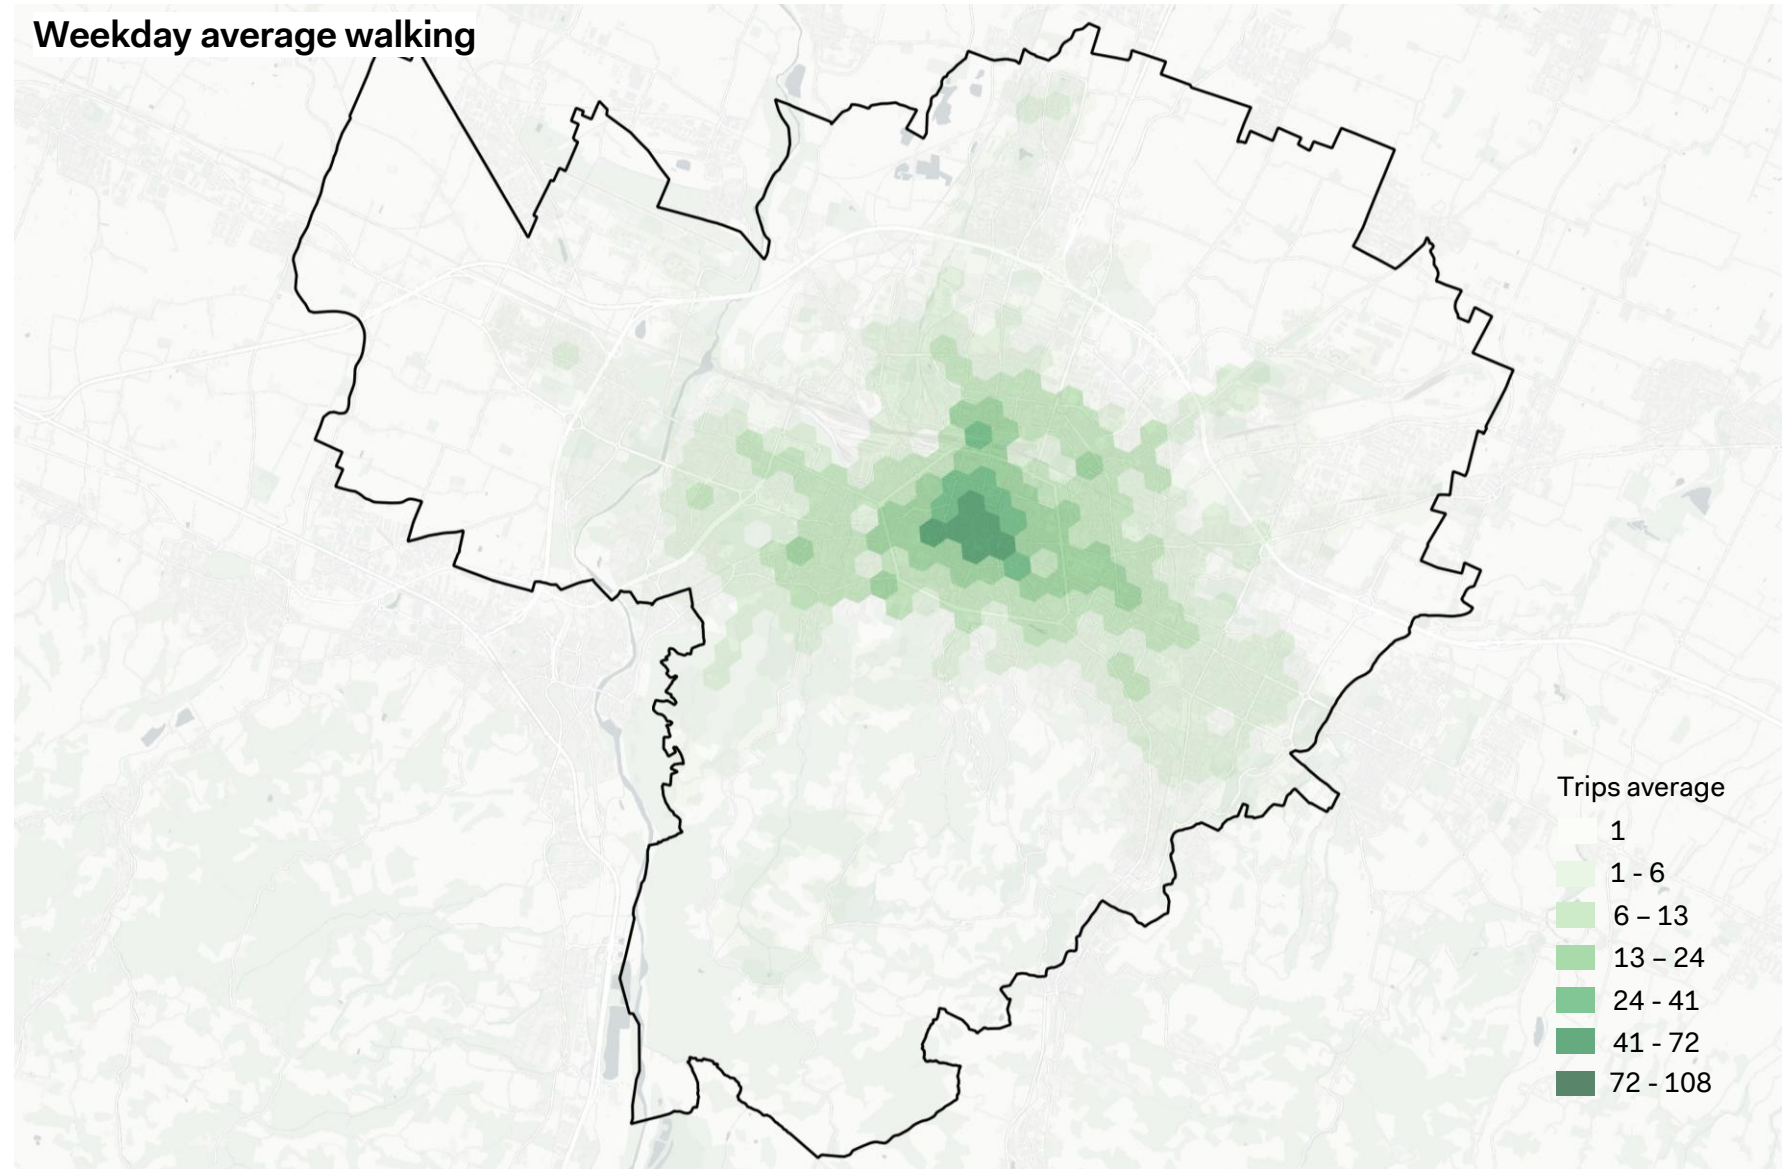 Weekday average walking
Trips average
1
1 - 6
6 – 13
13 – 24
24 - 41
41 - 72
72 - 108